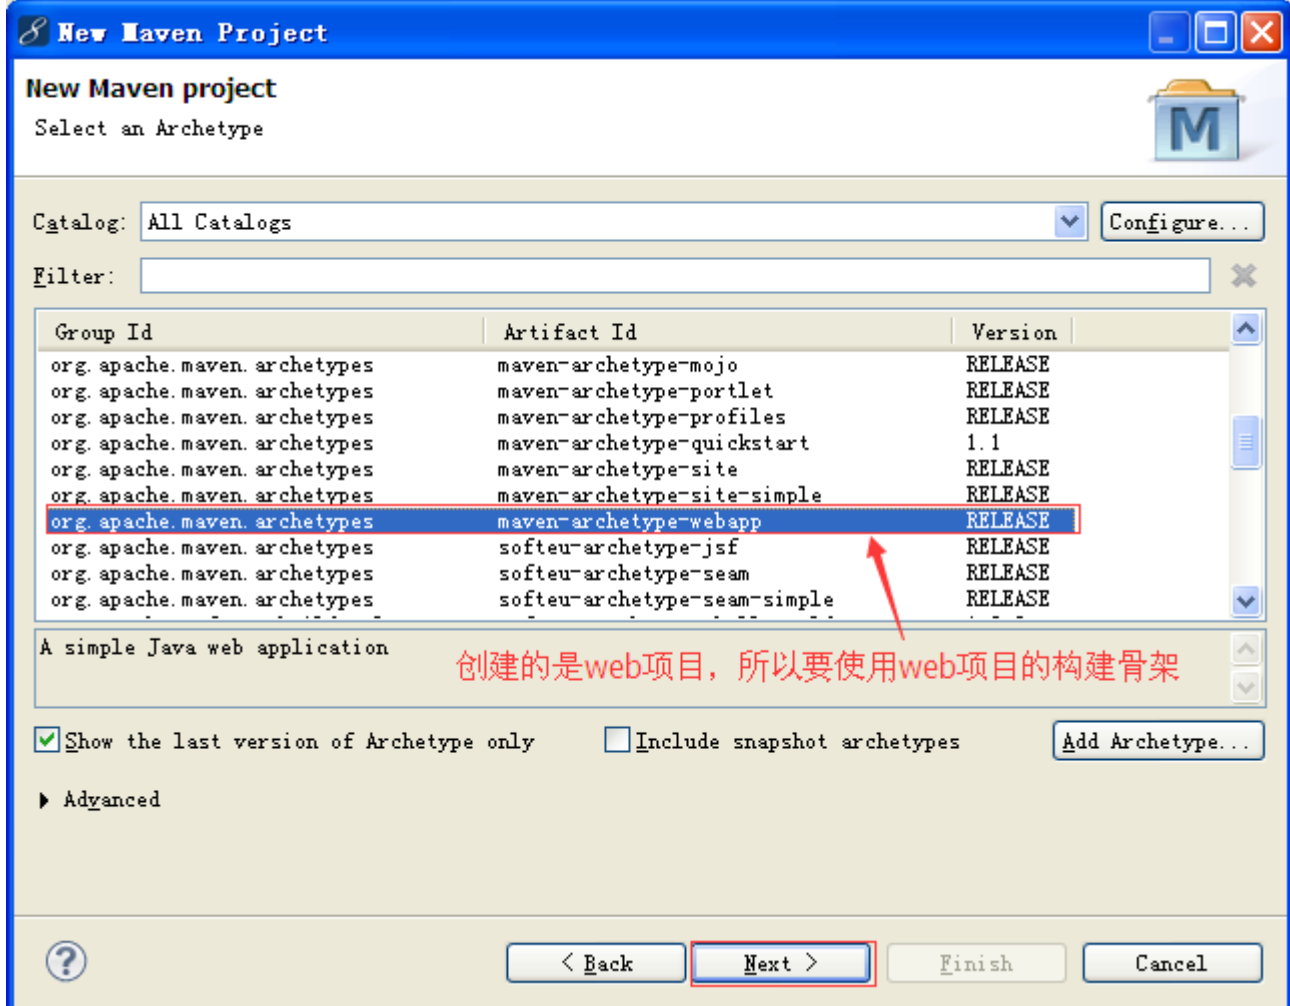 New Maven Project
New Maven project
Select an Archetype
M
Catalog: All Catalogs Configure...
Filter:
Group Id Artifact Id Version
org.apache.maven.archetypes maven-archetype-mojo RELEASE
org.apache.maven.archetypes maven-archetype-portlet RELEASE
org.apache.maven.archetypes maven-archetype-profiles RELEASE
org.apache.maven.archetypes maven-archetype-quickstart 1.1
org.apache.maven.archetypes maven-archetype-site RELEASE
org.apache.maven.archetypes maven-archetype-site-simple RELEASE
org.apache.maven.archetypes maven-archetype-webapp RELEASE
org.apache.maven.archetypes softeu-archetype-jsf RELEASE
org.apache.maven.archetypes softeu-archetype-seam RELEASE
org.apache.maven.archetypes softeu-archetype-seam-simple RELEASE
A simple Java web application
创建的是web项目，所以要使用web项目的构建骨架
Show the last version of Archetype only Include snapshot archetypes Add Archetype...
Advanced
? < Back Next > Finish Cancel